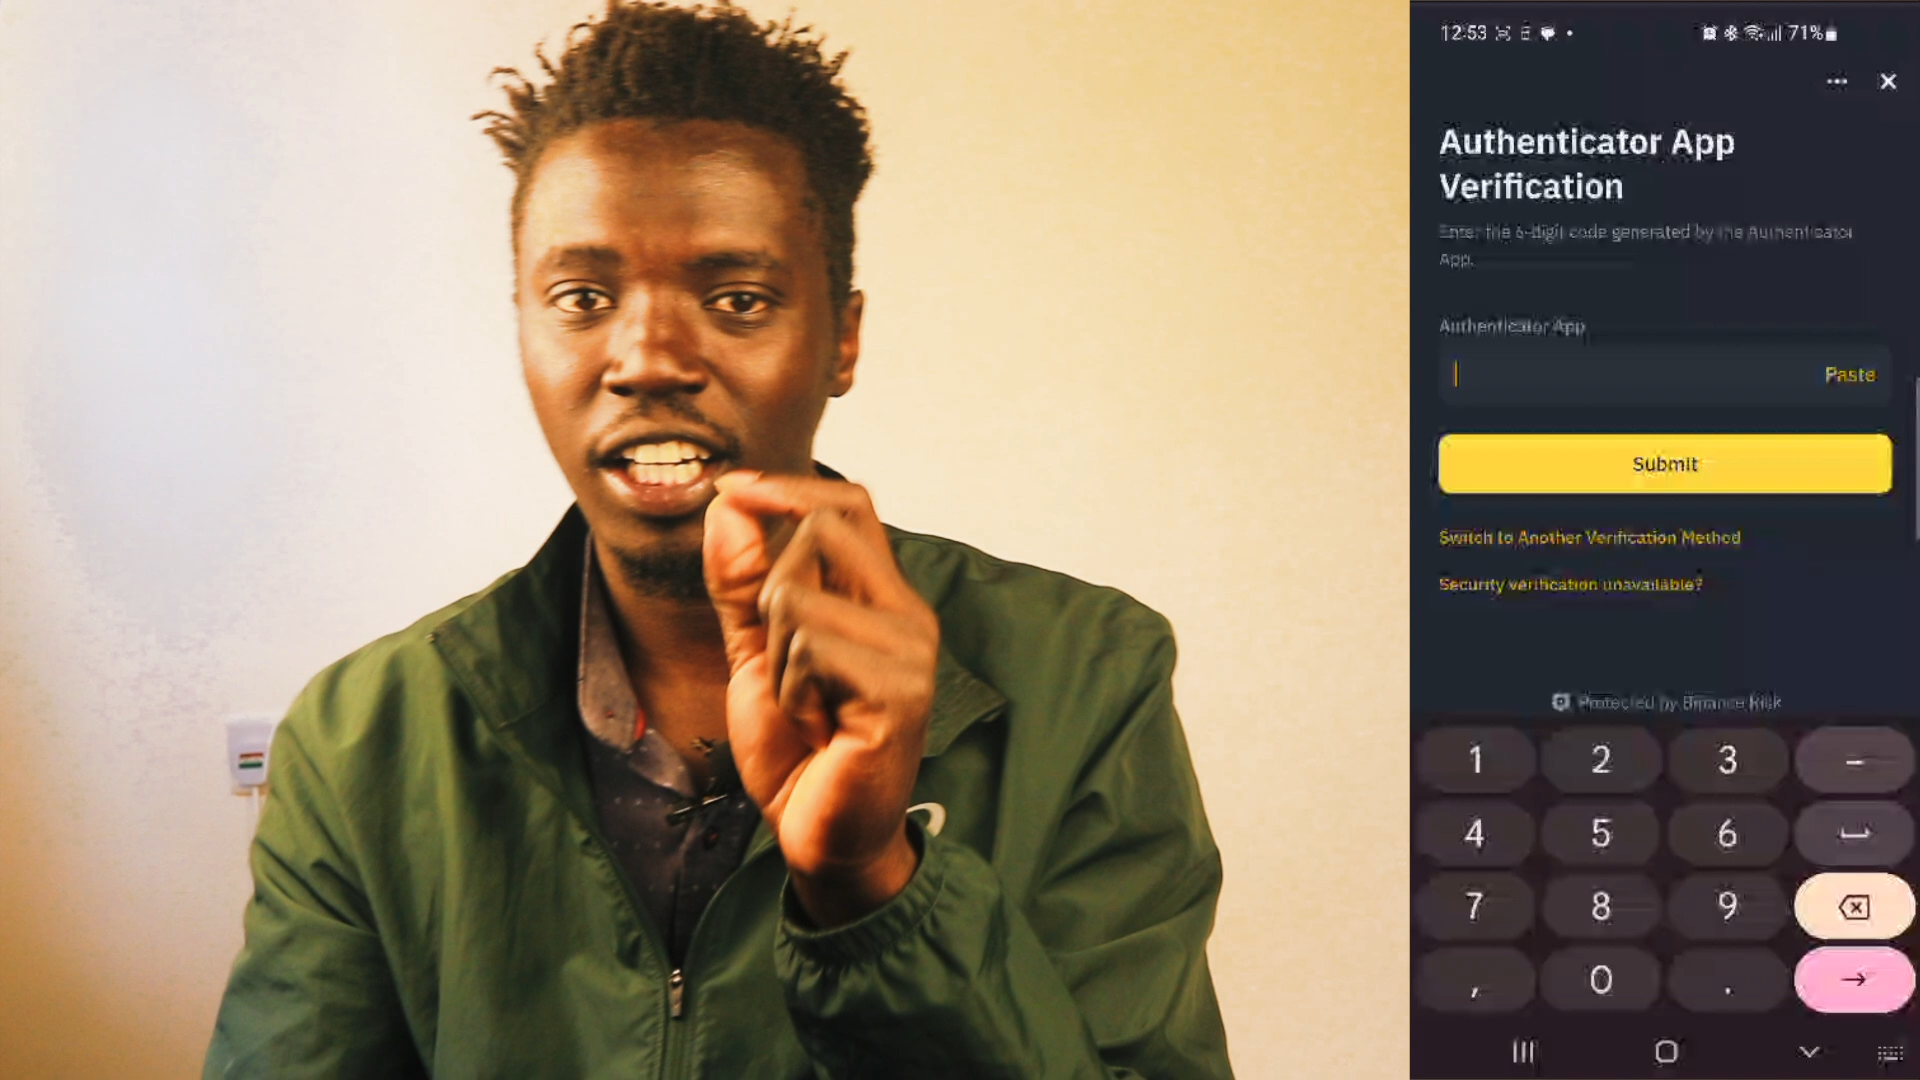 12:53
71%
Authenticator App
Verification
Enter the 6-digit code generated by the Authenticator
App.
Authenticator App
Paste
Submit
Switch to Another Verification Method
Security verification unavailable?
Protected by Binance Risk
1 2 3 -
4 5 6
7 8 9
, 0 .